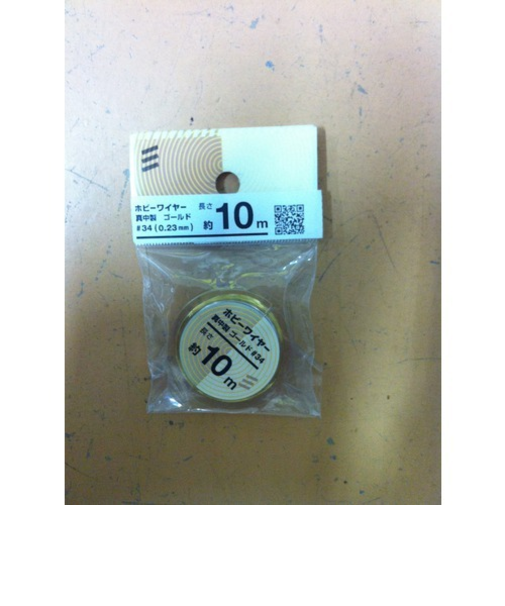 ホビーワイヤー
真中製 ゴールド
#34(0.23mm)
長さ
約10m
ホビーワイヤー
真中製 ゴールド #34
長さ
約10m